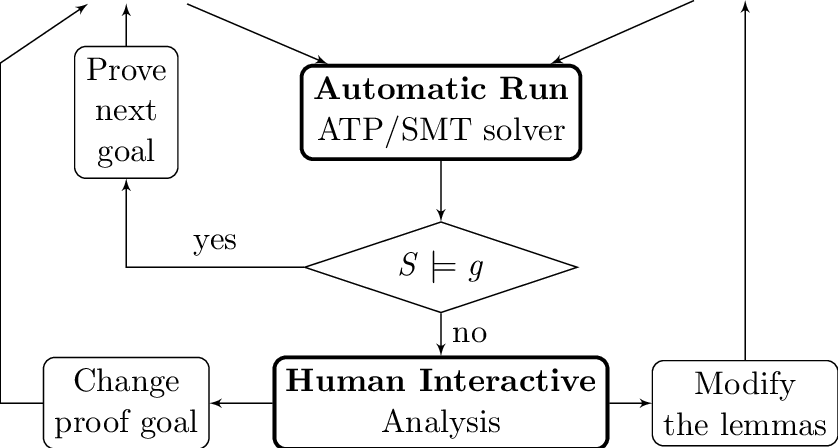 Prove
next
goal
Automatic Run
ATP/SMT solver
yes
S ⊨ g
no
Change
proof goal
Human Interactive
Analysis
Modify
the lemmas